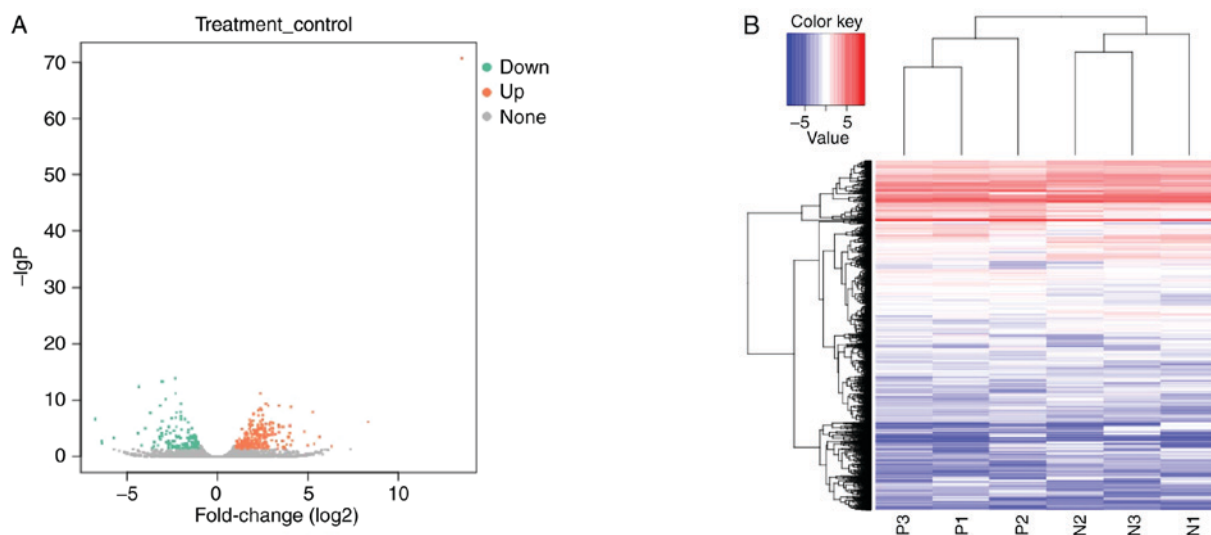 A
Treatment_control
70
60
50
40
30
20
10
0
−lgP
−5
0
5
10
Fold-change (log2)
Down
Up
None
B
Color key
−5
5
Value
P3
P1
P2
N2
N3
N1